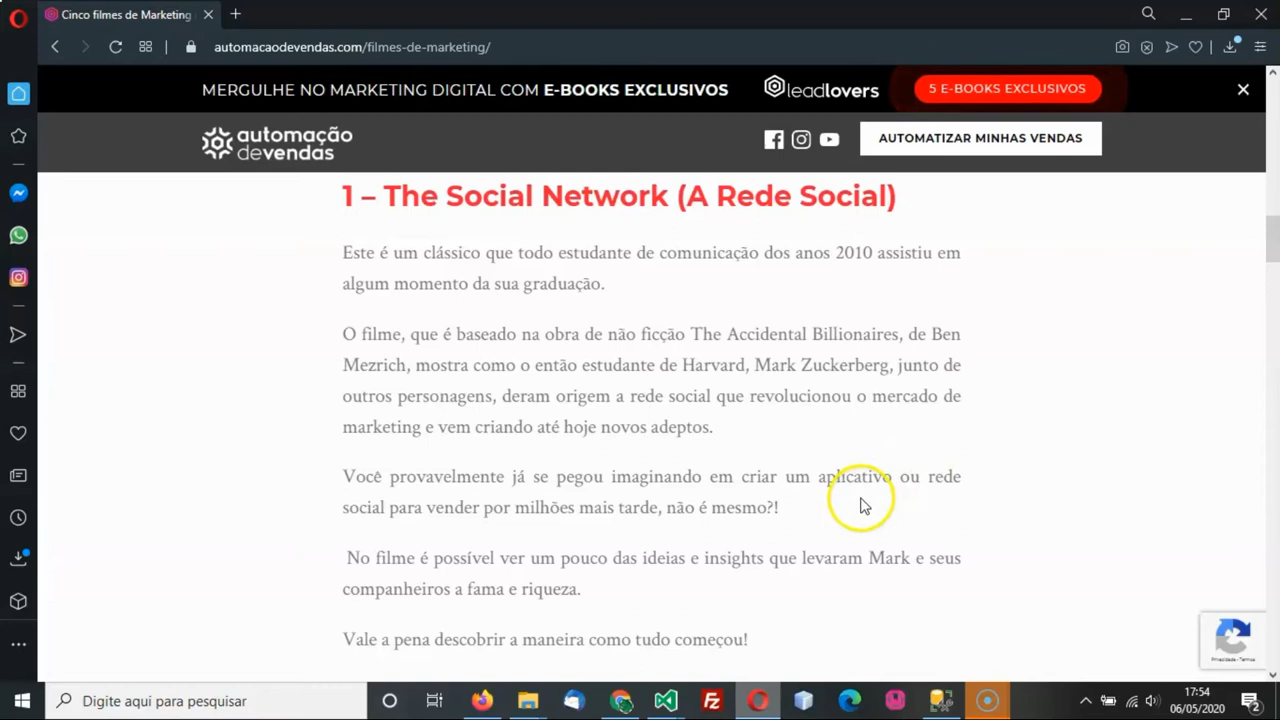 Cinco filmes de Marketing
automacaodevendas.com/filmes-de-marketing/
MERGULHE NO MARKETING DIGITAL COM E-BOOKS EXCLUSIVOS
leadlovers
5 E-BOOKS EXCLUSIVOS
automação
devendas
AUTOMATIZAR MINHAS VENDAS
1 – The Social Network (A Rede Social)
Este é um clássico que todo estudante de comunicação dos anos 2010 assistiu em
algum momento da sua graduação.
O filme, que é baseado na obra de não ficção The Accidental Billionaires, de Ben
Mezrich, mostra como o então estudante de Harvard, Mark Zuckerberg, junto de
outros personagens, deram origem a rede social que revolucionou o mercado de
marketing e vem criando até hoje novos adeptos.
Você provavelmente já se pegou imaginando em criar um aplicativo ou rede
social para vender por milhões mais tarde, não é mesmo?!
No filme é possível ver um pouco das ideias e insights que levaram Mark e seus
companheiros a fama e riqueza.
Vale a pena descobrir a maneira como tudo começou!
Privacidade - Termos
Digite aqui para pesquisar
17:54
06/05/2020
2